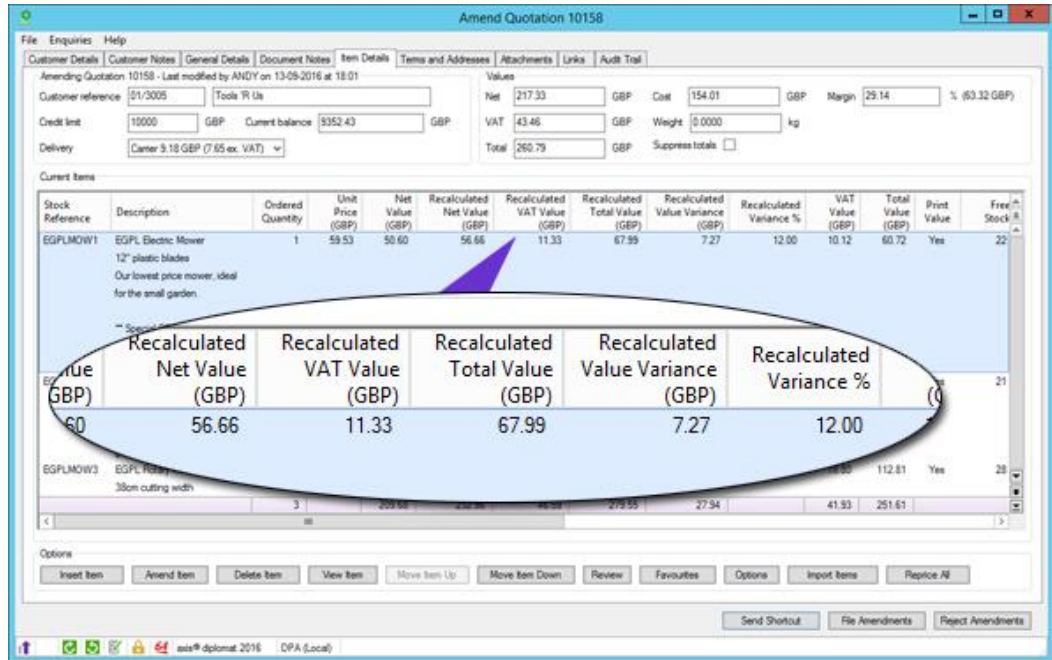 Amend Quotation 10158
File Enquiries Help
Customer Details Customer Notes General Details Document Notes Item Details Terms and Addresses Attachments Links Audit Trail
Amending Quotation 10158 - Last modified by ANDY on 13-09-2016 at 18:01 Values
Customer reference 01/3005 Tools 'R Us Net 217.33 GBP Cost 154.01 GBP Margin 29.14 % (63.32 GBP)
Credit limit 10000 GBP Current balance 9352.43 GBP VAT 43.46 GBP Weight 0.0000 kg
Delivery Carrier 9.18 GBP (7.65 ex. VAT) Total 260.79 GBP Suppress totals
Current Items
Stock Reference Description Ordered Quantity Unit Price (GBP) Net Value (GBP) Recalculated Net Value (GBP) Recalculated VAT Value (GBP) Recalculated Total Value (GBP) Recalculated Value Variance (GBP) Recalculated Variance % VAT Value (GBP) Total Value (GBP) Print Value Free Stock
EGPLMOW1 EGPL Electric Mower 1 59.53 50.60 56.66 11.33 67.99 7.27 12.00 10.12 60.72 Yes 22
12" plastic blades
Our lowest price mower, ideal
for the small garden.
Recalculated Recalculated Recalculated Recalculated Recalculated
Net Value VAT Value Total Value Value Variance Variance %
GBP) (GBP) (GBP) (GBP) (GBP)
60 56.66 11.33 67.99 7.27 12.00
21
EGPLMOW3 EGPL 112.81 Yes 28
38cm cutting width
3 27.94 41.93 251.61
Options
Insert Item Amend Item Delete Item View Item Move Item Up Move Item Down Review Favourites Options Import Items Reprice All
Send Shortcut File Amendments Reject Amendments
axis® diplomat 2016 DPA (Local)